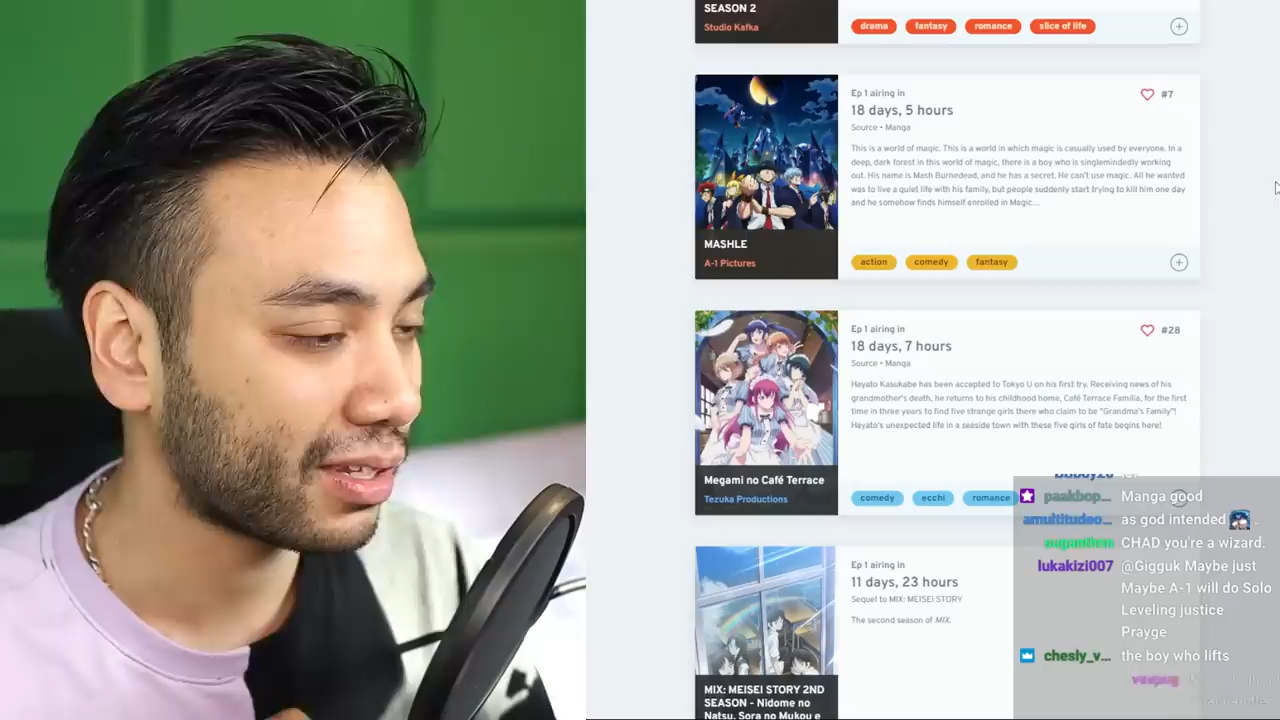 SEASON 2
Studio Kafka
drama fantasy romance slice of life
Ep 1 airing in
#7
18 days, 5 hours
Source • Manga
This is a world of magic. This is a world in which magic is casually used by everyone. In a
deep, dark forest in this world of magic, there is a boy who is singlemindedly working
out. His name is Mash Burnedead, and he has a secret. He can't use magic. All he wanted
was to live a quiet life with his family, but people suddenly start trying to kill him one day
and he somehow finds himself enrolled in Magic...
MASHLE
A-1 Pictures
action comedy fantasy
Ep 1 airing in
#28
18 days, 7 hours
Source • Manga
Hayato Kasukabe has been accepted to Tokyo U on his first try. Receiving news of his
grandmother's death, he returns to his childhood home, Café Terrace Familia, for the first
time in three years to find five strange girls there who claim to be "Grandma's Family"!
Hayato's unexpected life in a seaside town with these five girls of fate begins here!
Megami no Café Terrace
Tezuka Productions
comedy ecchi romance
Ep 1 airing in
11 days, 23 hours
Sequel to MIX: MEISEI STORY
The second season of MIX.
MIX: MEISEI STORY 2ND
SEASON - Nidome no
Natsu, Sora no Mukou e
paakbop... Manga good
amultitudeo... as god intended .
suganthan CHAD you're a wizard.
lukakizi007 @Gigguk Maybe just
Maybe A-1 will do Solo
Leveling justice
Prayge
chesly_v... the boy who lifts